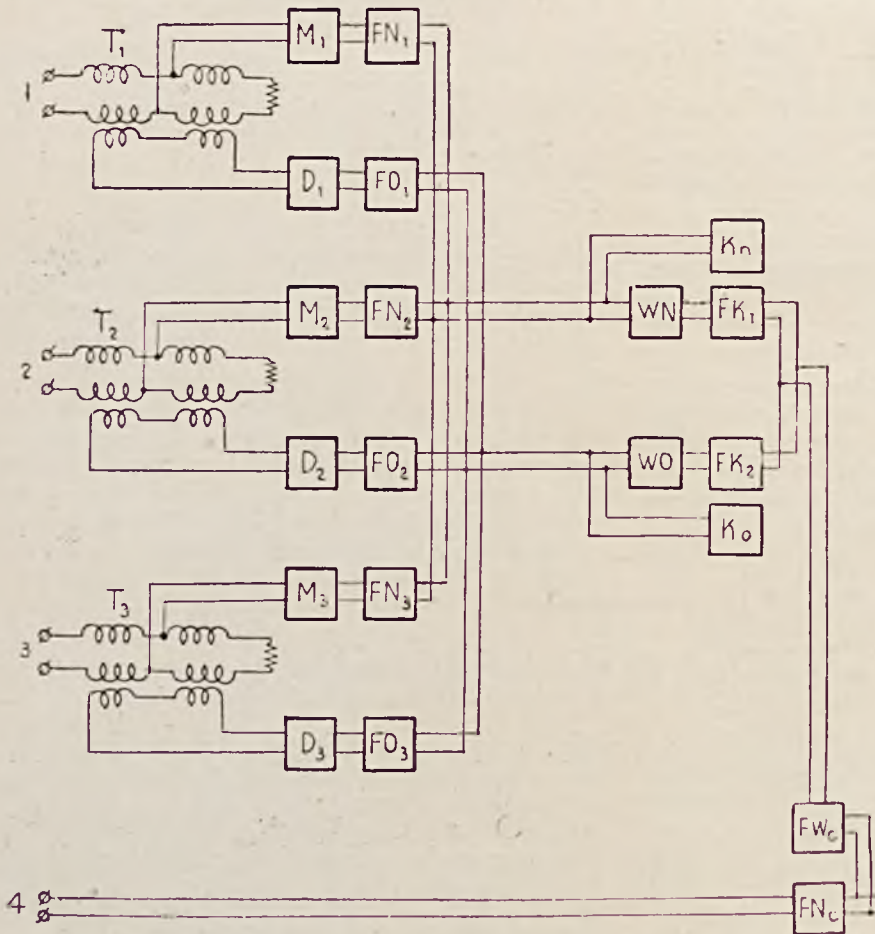 T₁ M₁ FN₁
1
D₁ FO₁
Kn
T₂ M₂ FN₂ WN FK₁
2
D₂ FO₂ WO FK₂
Ko
T₃ M₃ FN₃
3
D₃ FO₃
FWc
4 FNc